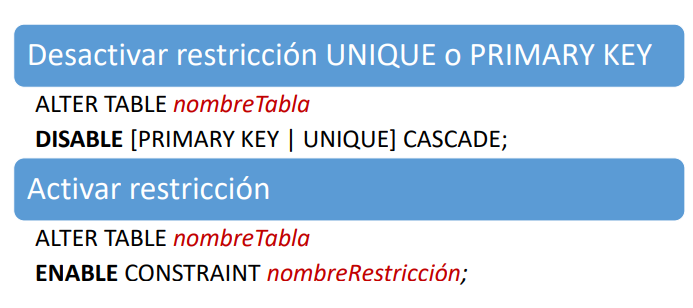 Desactivar restricción UNIQUE o PRIMARY KEY
ALTER TABLE nombreTabla
DISABLE [PRIMARY KEY | UNIQUE] CASCADE;
Activar restricción
ALTER TABLE nombreTabla
ENABLE CONSTRAINT nombreRestricción;